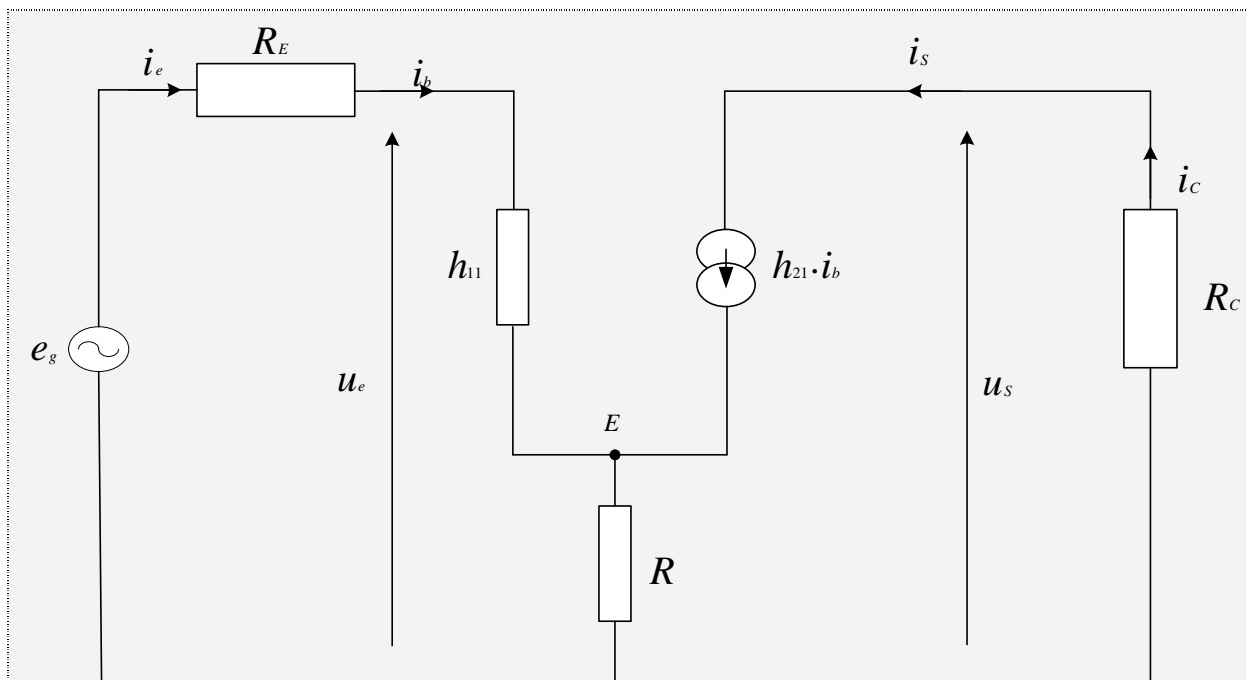 R_E
i_e
i_b
i_S
i_C
h_11
h_21·i_b
R_C
e_g
u_e
u_S
E
R